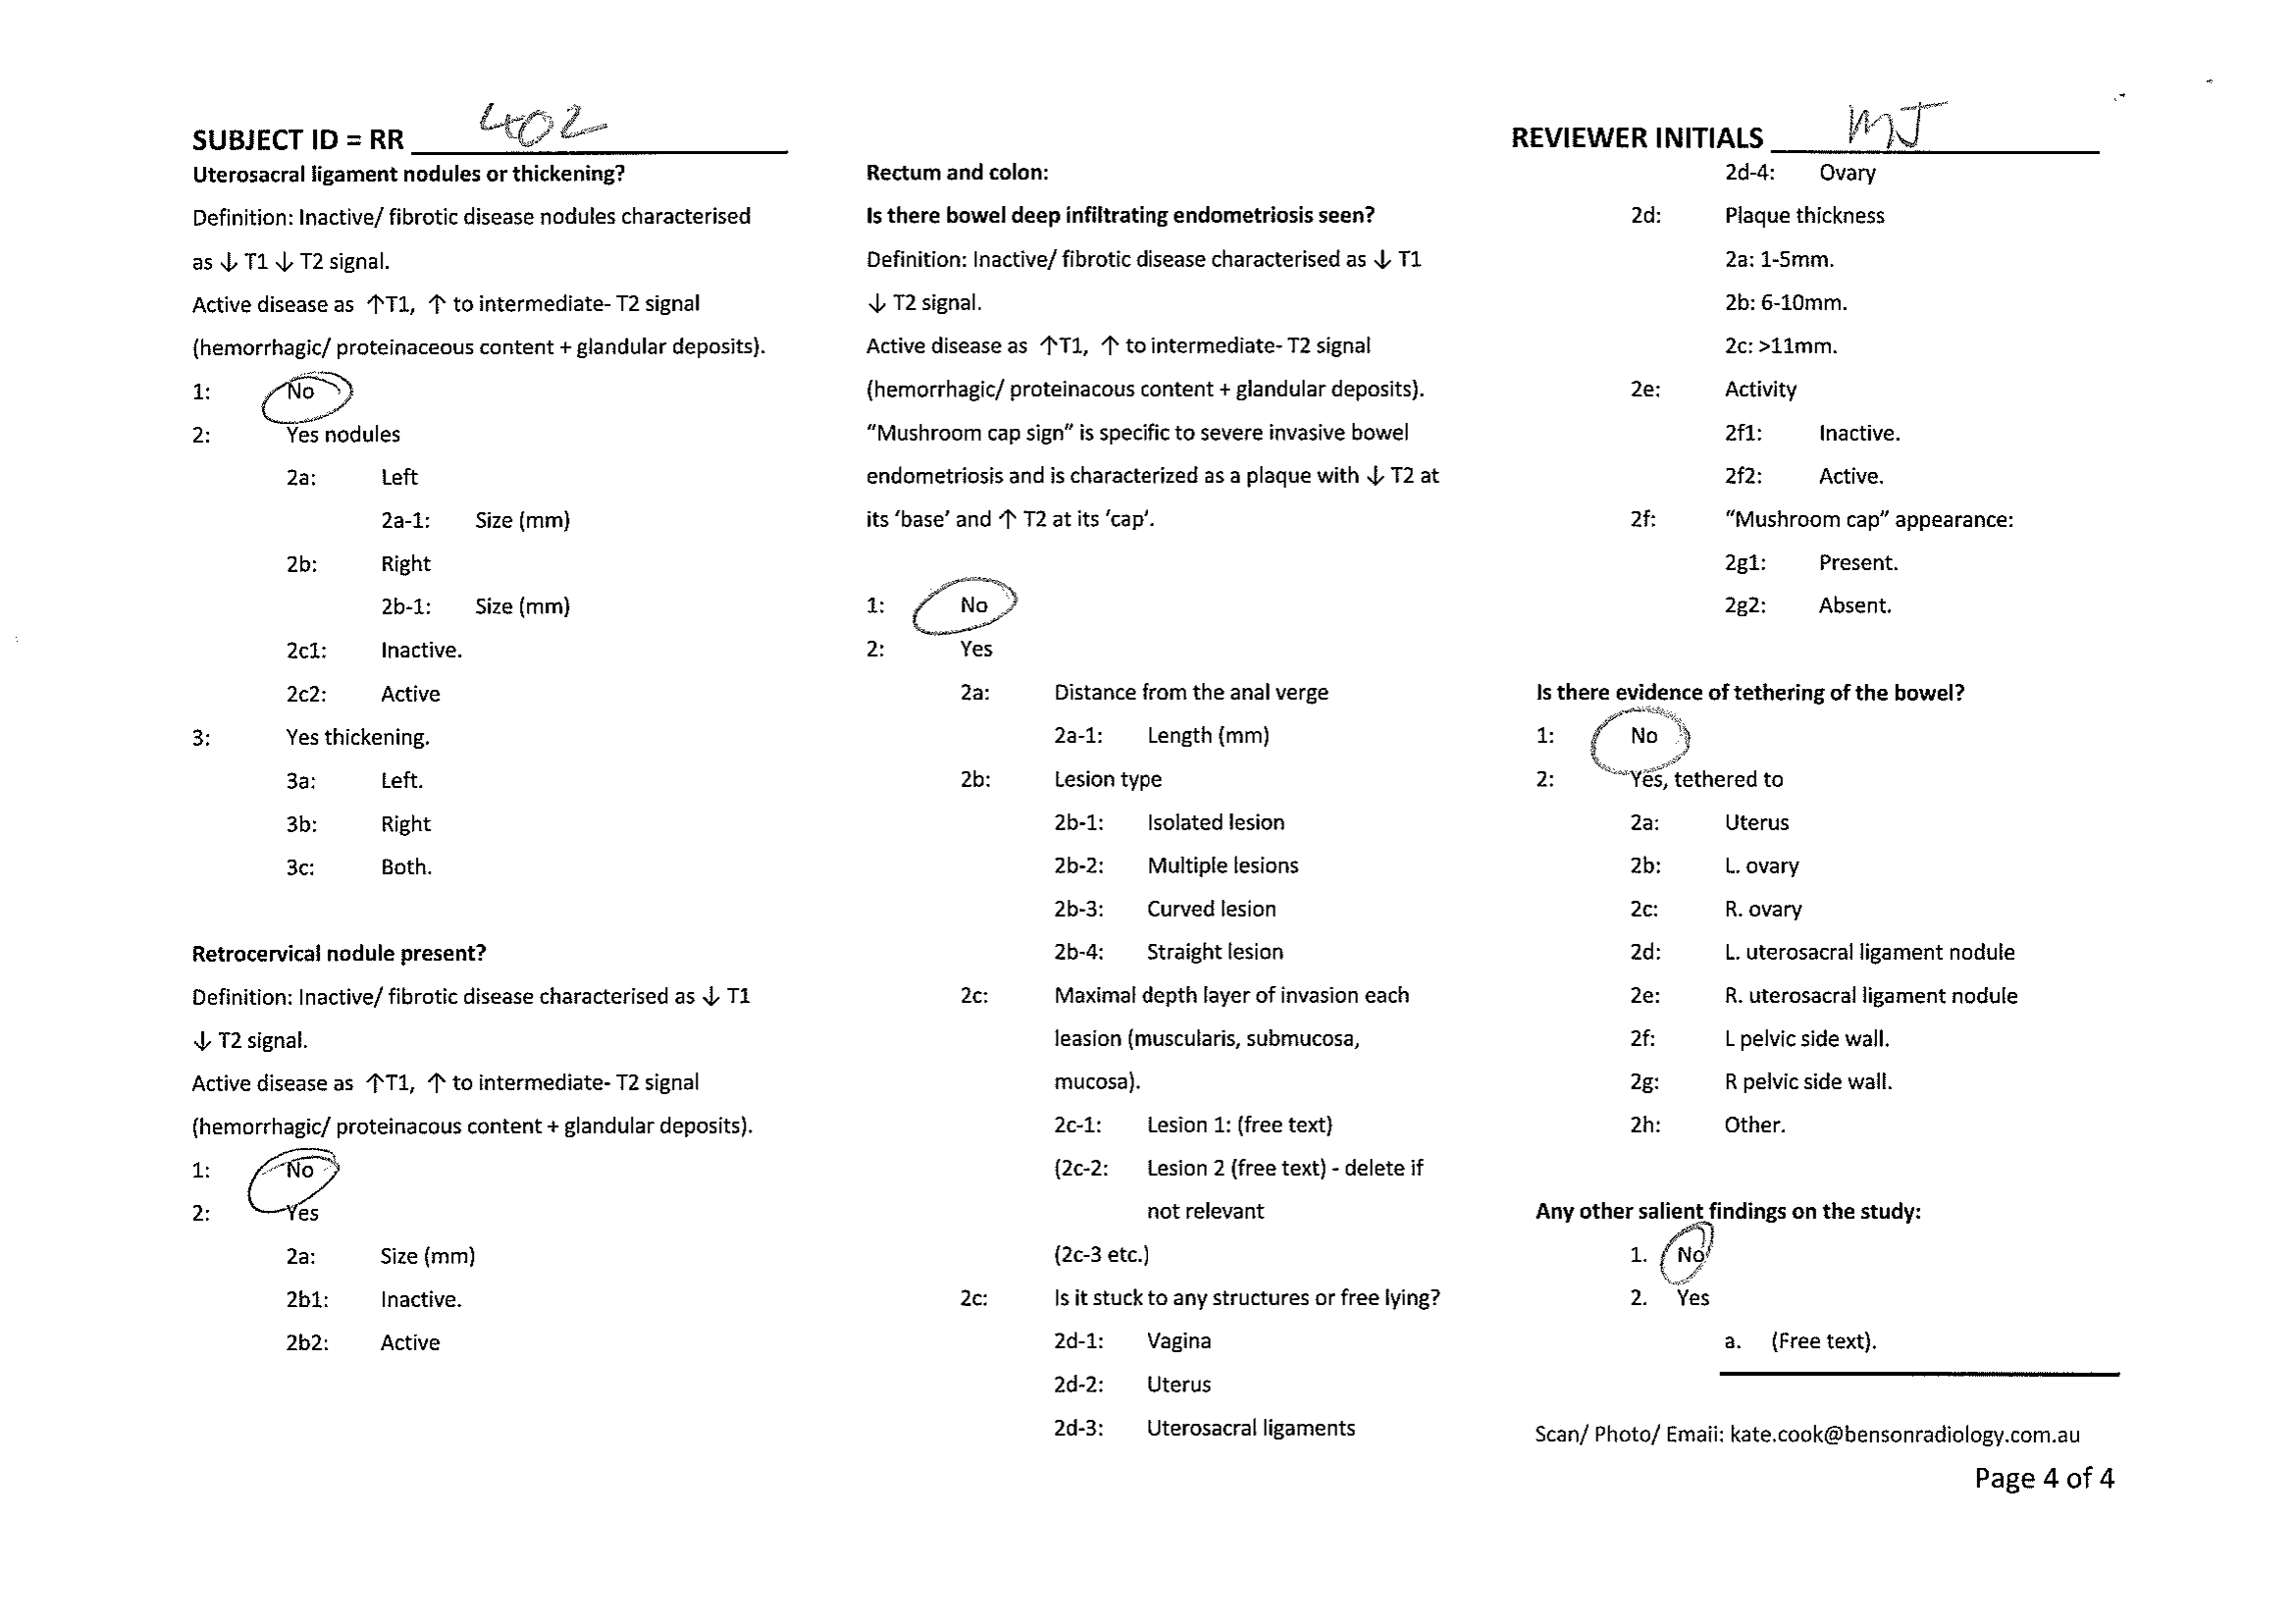 SUBJECT ID = RR 402
Uterosacral ligament nodules or thickening?
Definition: Inactive/ fibrotic disease nodules characterised
as ↓ T1 ↓ T2 signal.
Active disease as ↑T1, ↑ to intermediate- T2 signal
(hemorrhagic/ proteinaceous content + glandular deposits).
1: No
2: Yes nodules
2a: Left
2a-1: Size (mm)
2b: Right
2b-1: Size (mm)
2c1: Inactive.
2c2: Active
3: Yes thickening.
3a: Left.
3b: Right
3c: Both.
Retrocervical nodule present?
Definition: Inactive/ fibrotic disease characterised as ↓ T1
↓ T2 signal.
Active disease as ↑T1, ↑ to intermediate- T2 signal
(hemorrhagic/ proteinacous content + glandular deposits).
1: No
2: Yes
2a: Size (mm)
2b1: Inactive.
2b2: Active
Rectum and colon:
Is there bowel deep infiltrating endometriosis seen?
Definition: Inactive/ fibrotic disease characterised as ↓ T1
↓ T2 signal.
Active disease as ↑T1, ↑ to intermediate- T2 signal
(hemorrhagic/ proteinacous content + glandular deposits).
“Mushroom cap sign” is specific to severe invasive bowel
endometriosis and is characterized as a plaque with ↓ T2 at
its ‘base’ and ↑ T2 at its ‘cap’.
1: No
2: Yes
2a: Distance from the anal verge
2a-1: Length (mm)
2b: Lesion type
2b-1: Isolated lesion
2b-2: Multiple lesions
2b-3: Curved lesion
2b-4: Straight lesion
2c: Maximal depth layer of invasion each
leasion (muscularis, submucosa,
mucosa).
2c-1: Lesion 1: (free text)
(2c-2: Lesion 2 (free text) - delete if
not relevant
(2c-3 etc.)
2c: Is it stuck to any structures or free lying?
2d-1: Vagina
2d-2: Uterus
2d-3: Uterosacral ligaments
REVIEWER INITIALS MJ
2d-4: Ovary
2d: Plaque thickness
2a: 1-5mm.
2b: 6-10mm.
2c: >11mm.
2e: Activity
2f1: Inactive.
2f2: Active.
2f: “Mushroom cap” appearance:
2g1: Present.
2g2: Absent.
Is there evidence of tethering of the bowel?
1: No
2: Yes, tethered to
2a: Uterus
2b: L. ovary
2c: R. ovary
2d: L. uterosacral ligament nodule
2e: R. uterosacral ligament nodule
2f: L pelvic side wall.
2g: R pelvic side wall.
2h: Other.
Any other salient findings on the study:
1. No
2. Yes
a. (Free text).
Scan/ Photo/ Email: kate.cook@bensonradiology.com.au
Page 4 of 4